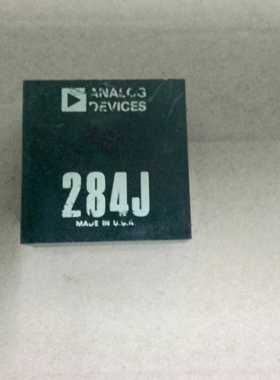 ANALOG
DEVICES
284J
MADE IN U.S.A.